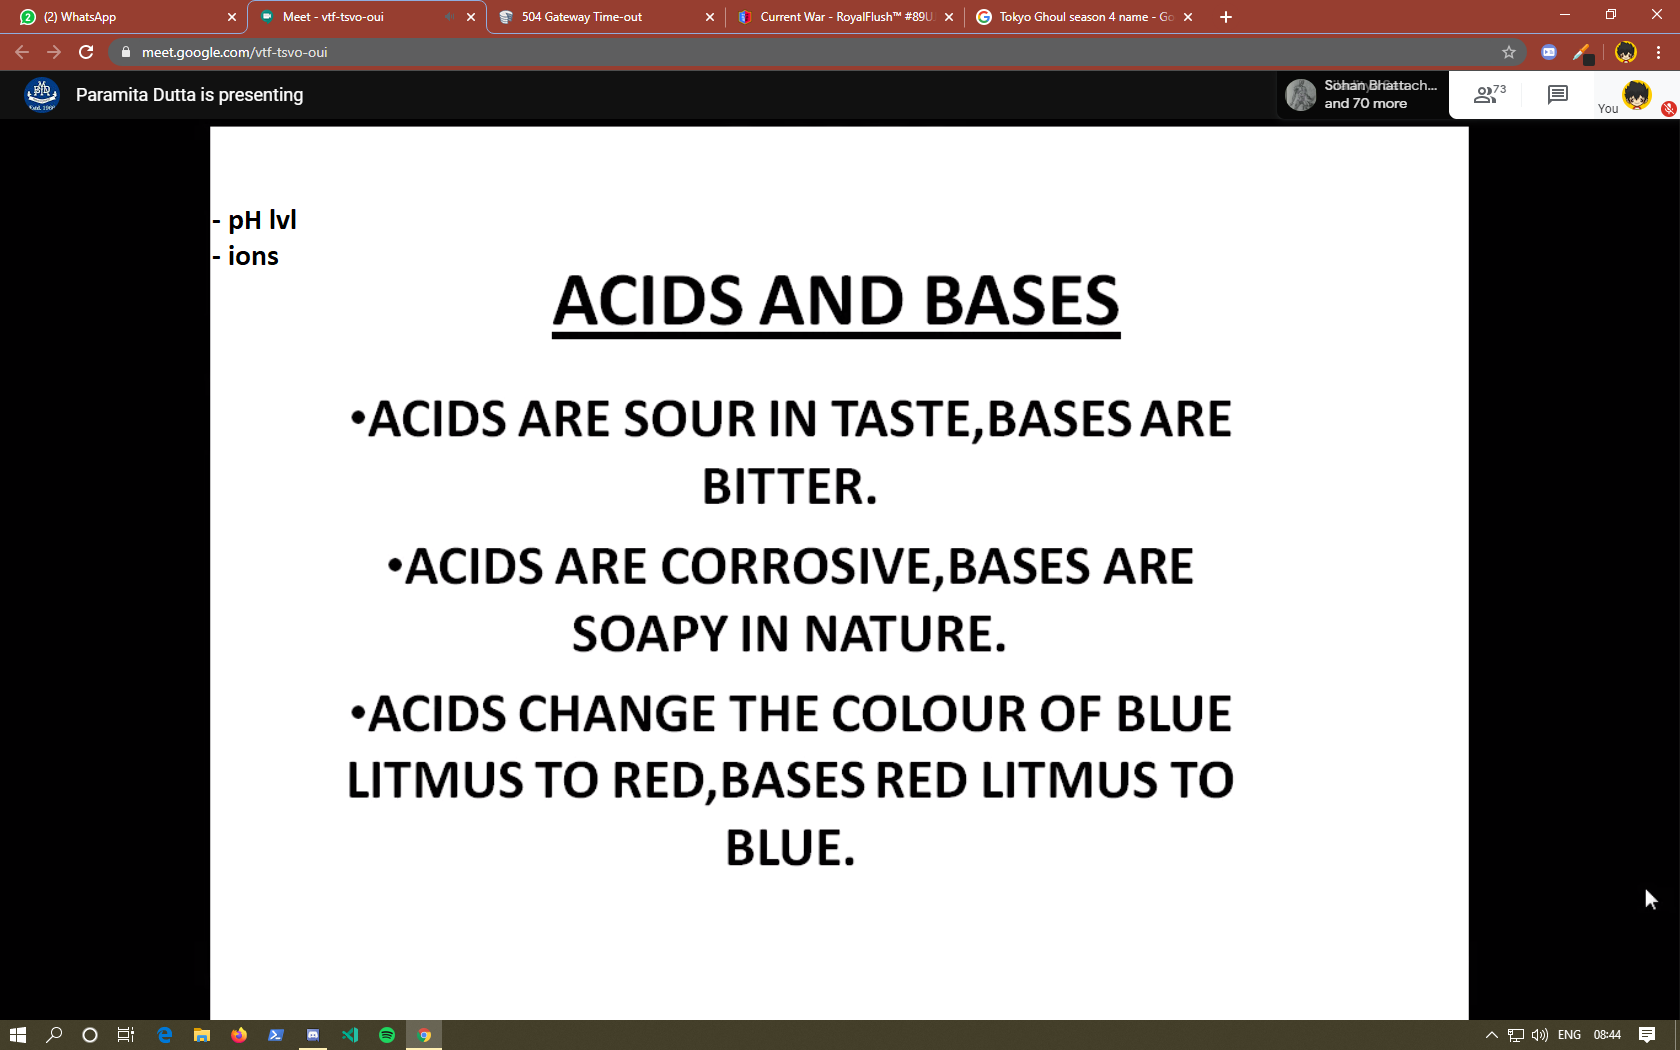 (2) WhatsApp
Meet - vtf-tsvo-oui
504 Gateway Time-out
Current War - RoyalFlush™ #89U
Tokyo Ghoul season 4 name - Go
meet.google.com/vtf-tsvo-oui
Paramita Dutta is presenting
Bhattach...
and 70 more
73
You
- pH lvl
- ions
ACIDS AND BASES
•ACIDS ARE SOUR IN TASTE,BASES ARE
BITTER.
•ACIDS ARE CORROSIVE,BASES ARE
SOAPY IN NATURE.
•ACIDS CHANGE THE COLOUR OF BLUE
LITMUS TO RED,BASES RED LITMUS TO
BLUE.
ENG
08:44